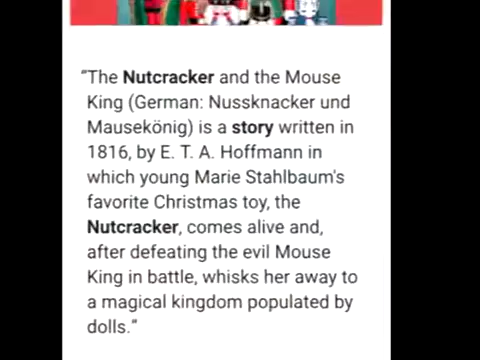 “The Nutcracker and the Mouse
King (German: Nussknacker und
Mausekönig) is a story written in
1816, by E. T. A. Hoffmann in
which young Marie Stahlbaum's
favorite Christmas toy, the
Nutcracker, comes alive and,
after defeating the evil Mouse
King in battle, whisks her away to
a magical kingdom populated by
dolls.“